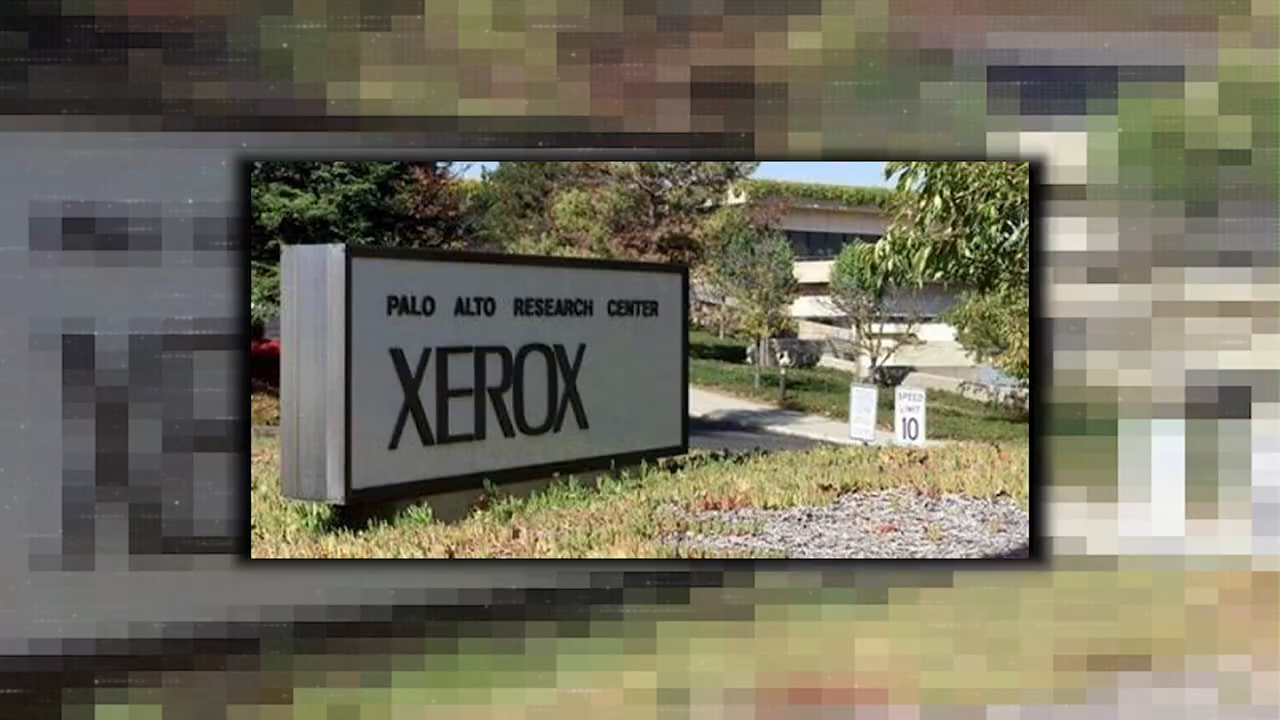 PALO ALTO RESEARCH CENTER
XEROX
SPEED
LIMIT
10